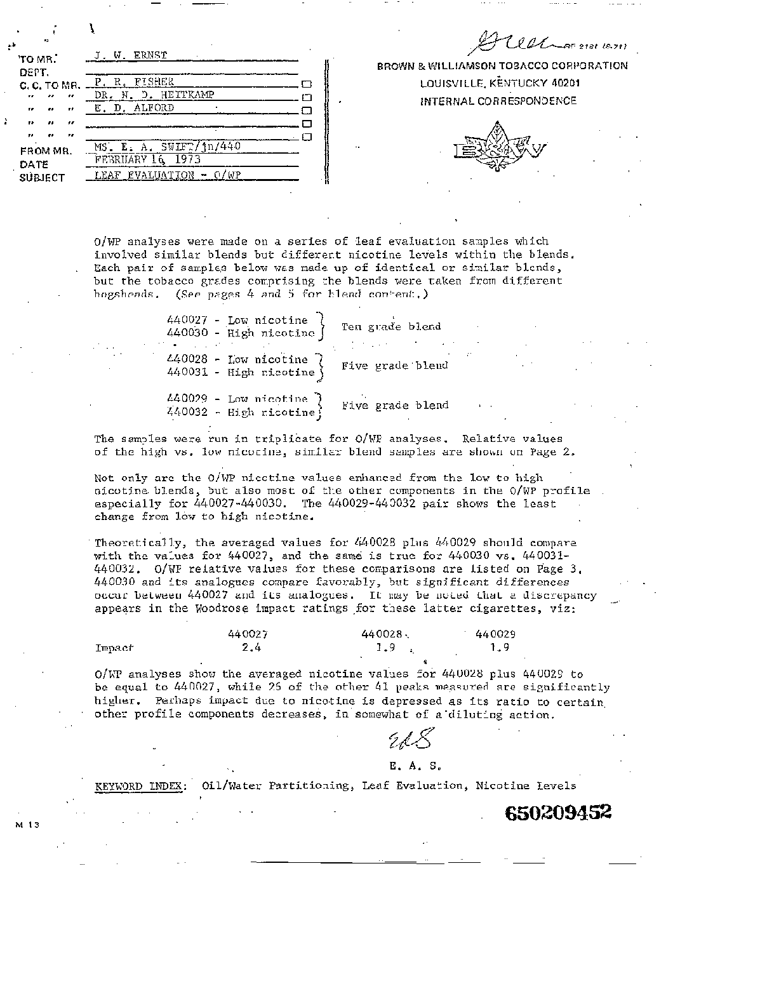 Green RF 2121 (8-71)
TO MR. J. W. ERNST
DEPT.
C. C. TO MR. P. R. FISHER
" " " DR. N. D. HEITKAMP
" " " E. D. ALFORD
" " "
" " "
FROM MR. MS. E. A. SWIFT/jn/440
DATE FEBRUARY 16, 1973
SUBJECT LEAF EVALUATION - O/WP
BROWN & WILLIAMSON TOBACCO CORPORATION
LOUISVILLE, KENTUCKY 40201
INTERNAL CORRESPONDENCE
B & W
O/WP analyses were made on a series of leaf evaluation samples which
involved similar blends but different nicotine levels within the blends.
Each pair of samples below was made up of identical or similar blends,
but the tobacco grades comprising the blends were taken from different
hogsheads. (See pages 4 and 5 for blend content.)
440027 - Low nicotine
440030 - High nicotine } Ten grade blend
440028 - Low nicotine
440031 - High nicotine } Five grade blend
440029 - Low nicotine
440032 - High nicotine } Five grade blend
The samples were run in triplicate for O/WP analyses. Relative values
of the high vs. low nicotine, similar blend samples are shown on Page 2.
Not only are the O/WP nicotine values enhanced from the low to high
nicotine blends, but also most of the other components in the O/WP profile
especially for 440027-440030. The 440029-440032 pair shows the least
change from low to high nicotine.
Theoretically, the averaged values for 440028 plus 440029 should compare
with the values for 440027, and the same is true for 440030 vs. 440031-
440032. O/WP relative values for these comparisons are listed on Page 3.
440030 and its analogues compare favorably, but significant differences
occur between 440027 and its analogues. It may be noted that a discrepancy
appears in the Woodrose impact ratings for these latter cigarettes, viz:
440027 440028 440029
Impact 2.4 1.9 1.9
O/WP analyses show the averaged nicotine values for 440028 plus 440029 to
be equal to 440027, while 26 of the other 41 peaks measured are significantly
higher. Perhaps impact due to nicotine is depressed as its ratio to certain
other profile components decreases, in somewhat of a diluting action.
EAS
E. A. S.
KEYWORD INDEX: Oil/Water Partitioning, Leaf Evaluation, Nicotine Levels
650209452
M 13